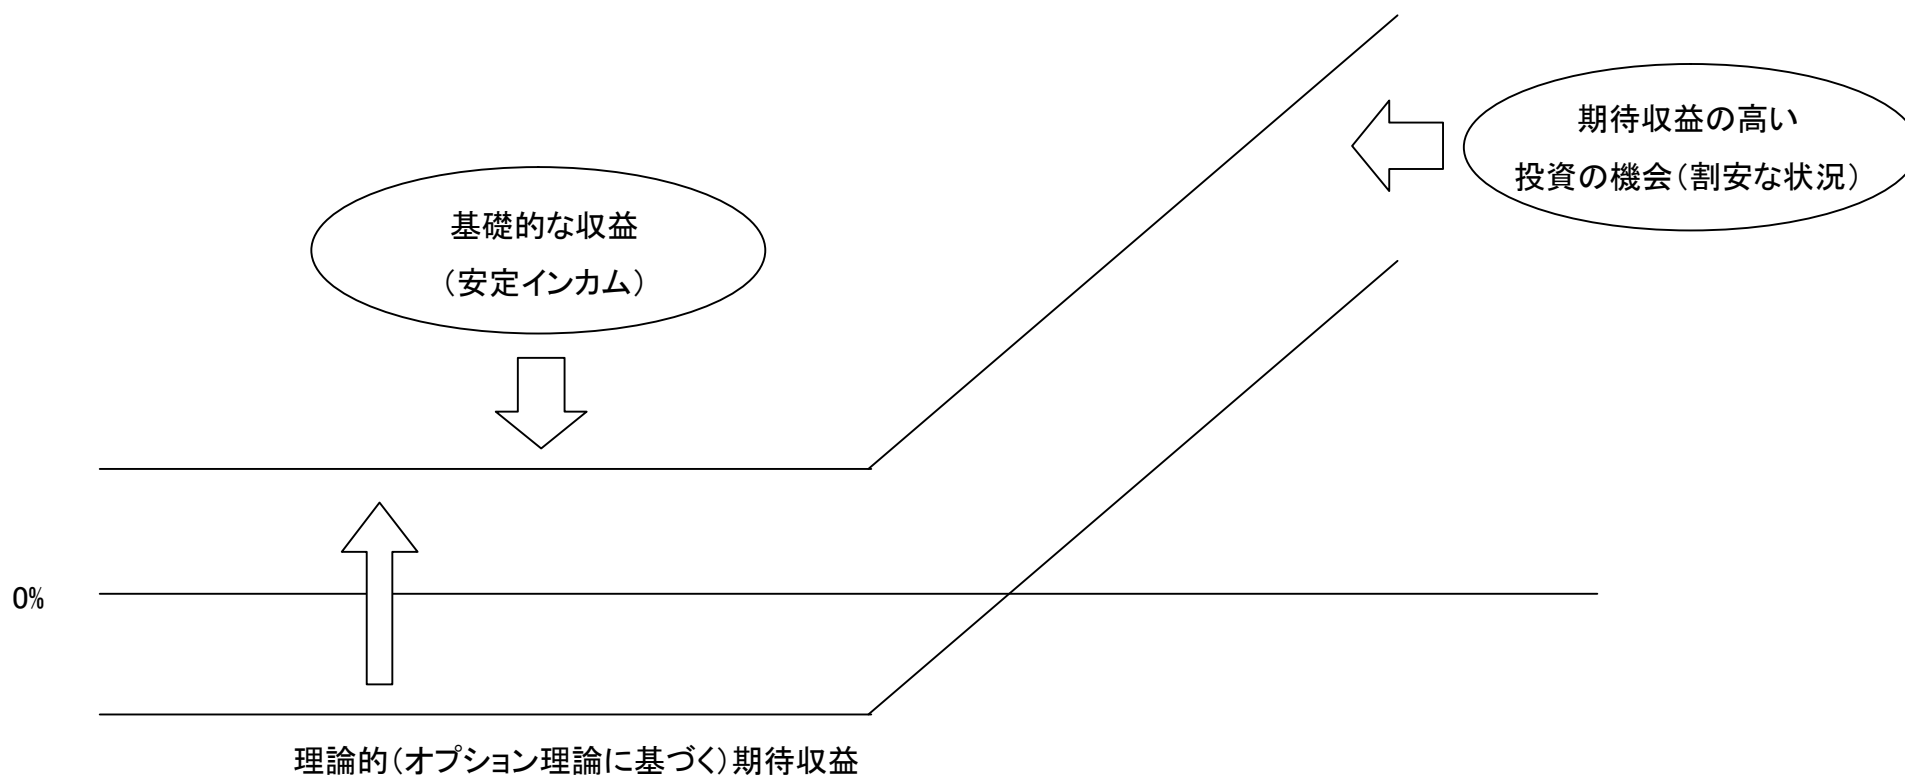 期待収益の高い
投資の機会(割安な状況)
基礎的な収益
(安定インカム)
0%
理論的(オプション理論に基づく)期待収益